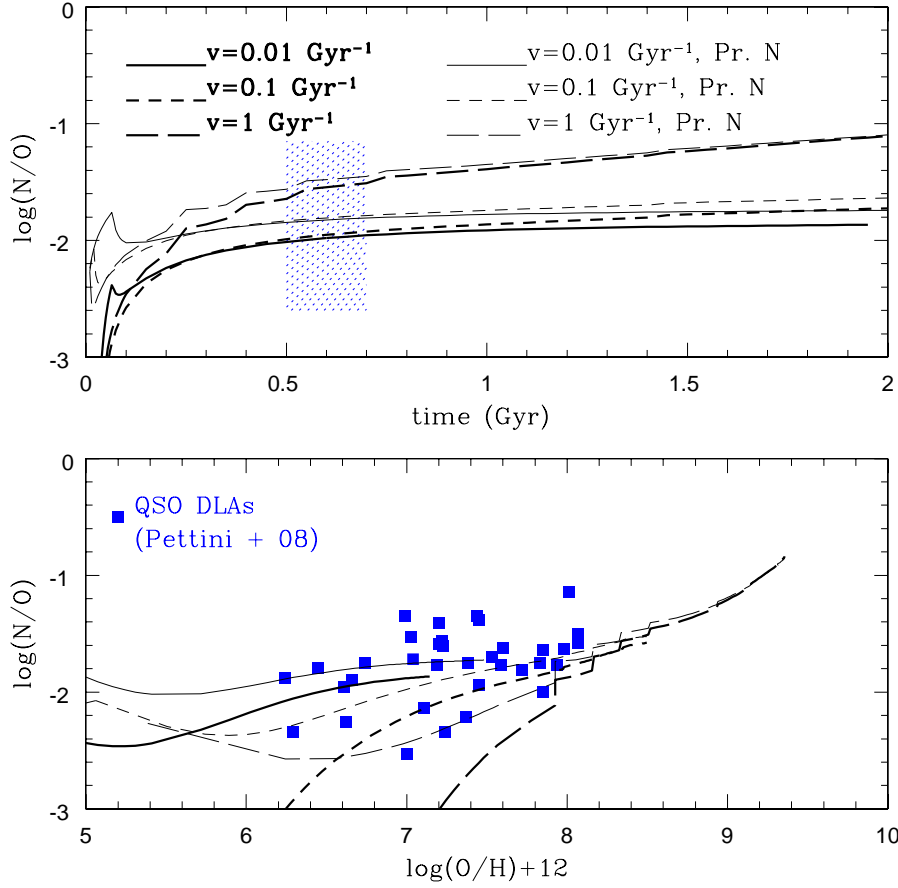 0
v=0.01 Gyr⁻¹ v=0.01 Gyr⁻¹, Pr. N
v=0.1 Gyr⁻¹ v=0.1 Gyr⁻¹, Pr. N
v=1 Gyr⁻¹ v=1 Gyr⁻¹, Pr. N
-1
log(N/O)
-2
-3
0 0.5 1 1.5 2
time (Gyr)
0
QSO DLAs
(Pettini + 08)
-1
log(N/O)
-2
-3
5 6 7 8 9 10
log(O/H)+12